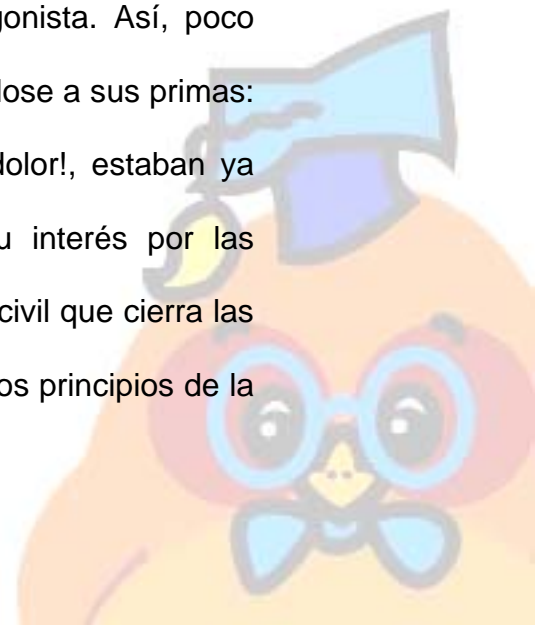 gonista. Así, poco
dose a sus primas:
dolor!, estaban ya
u interés por las
civil que cierra las
os principios de la